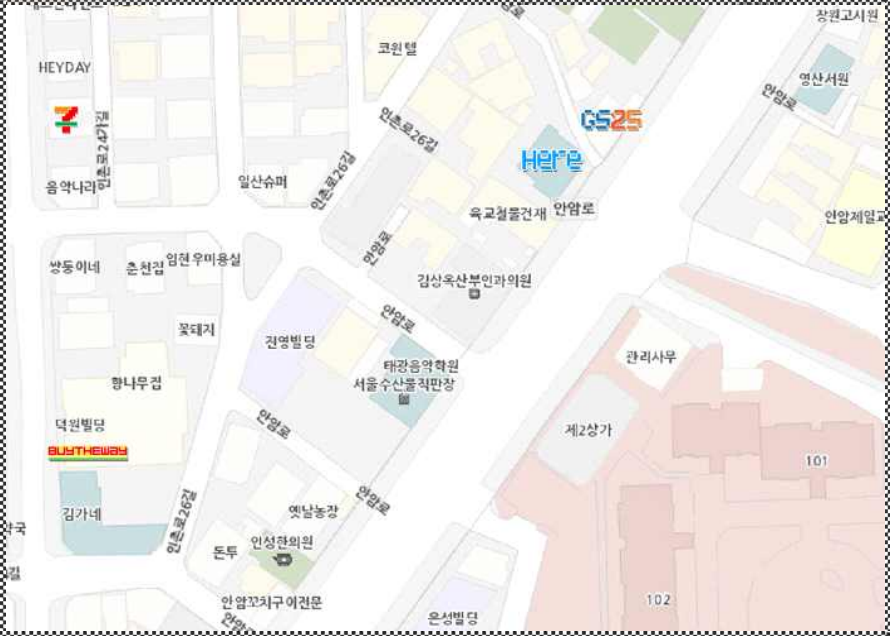 장원고시원
코원텔
HEYDAY
영산서원
안암로
GS25
7
인촌로24가길
인촌로26길
Here
음악나라
일산슈퍼
인촌로26길
육교철물건재
안암로
안암제일교
안암로
쌍둥이네
춘천집
임현우미용실
김상옥산부인과의원
안암로
꽃돼지
진영빌딩
관리사무
태광음악학원
서울수산물직판장
향나무집
덕원빌딩
안암로
제2상가
BUYTHEWAY
101
안암로
김가네
옛날농장
약국
인촌로26길
돈투
인성한의원
길
102
안암꼬치구이전문
온성빌딩
안암로